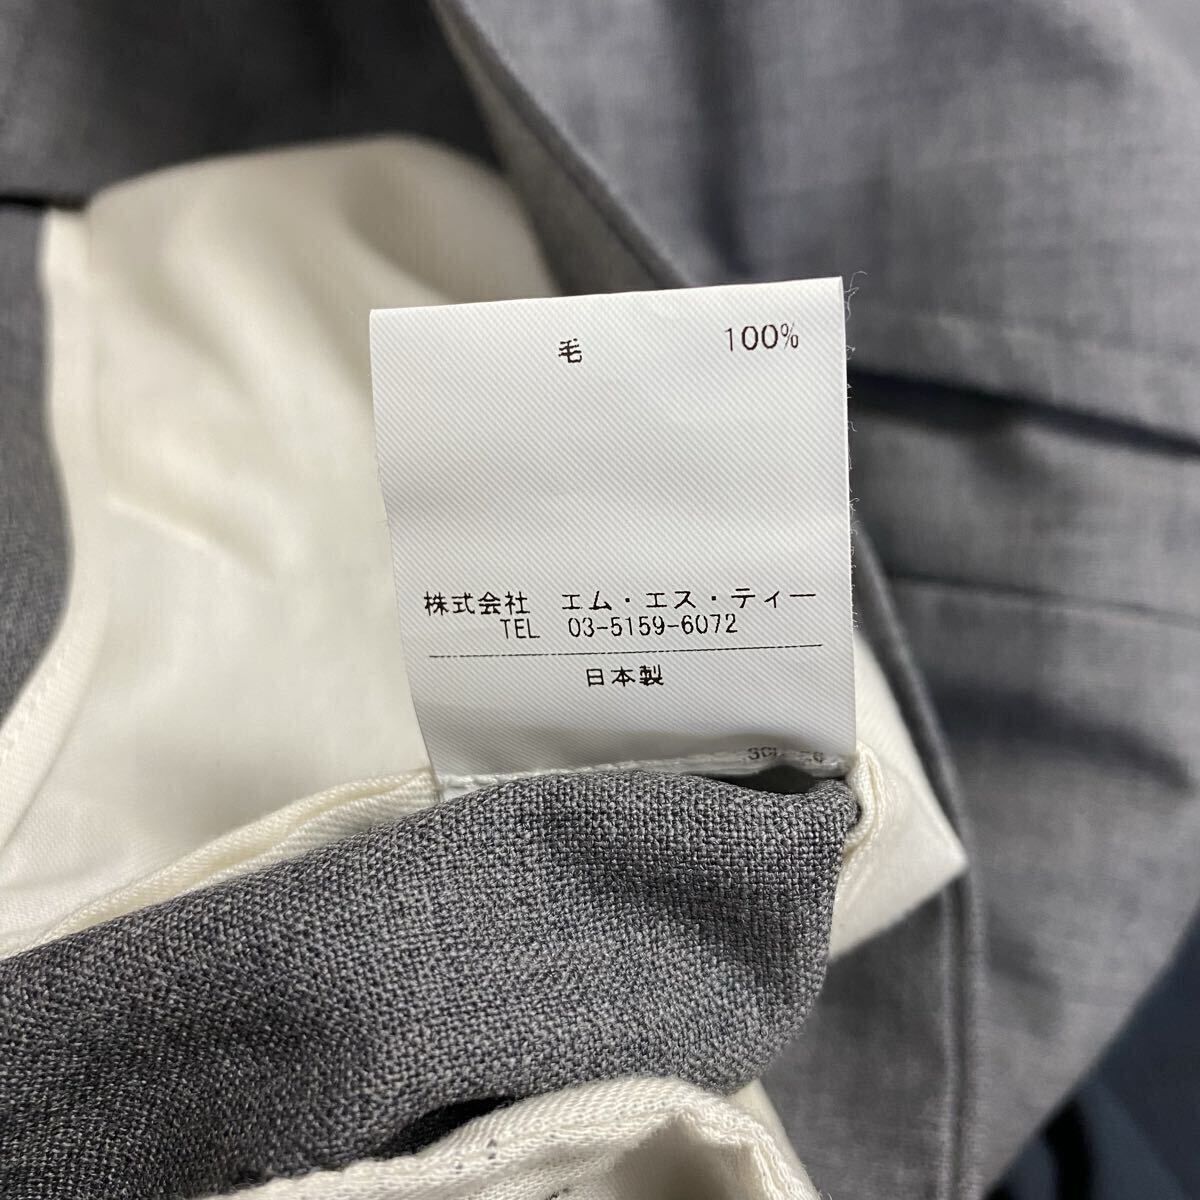 毛 100%
株式会社 エム・エス・ティー
TEL 03-5159-6072
日本製